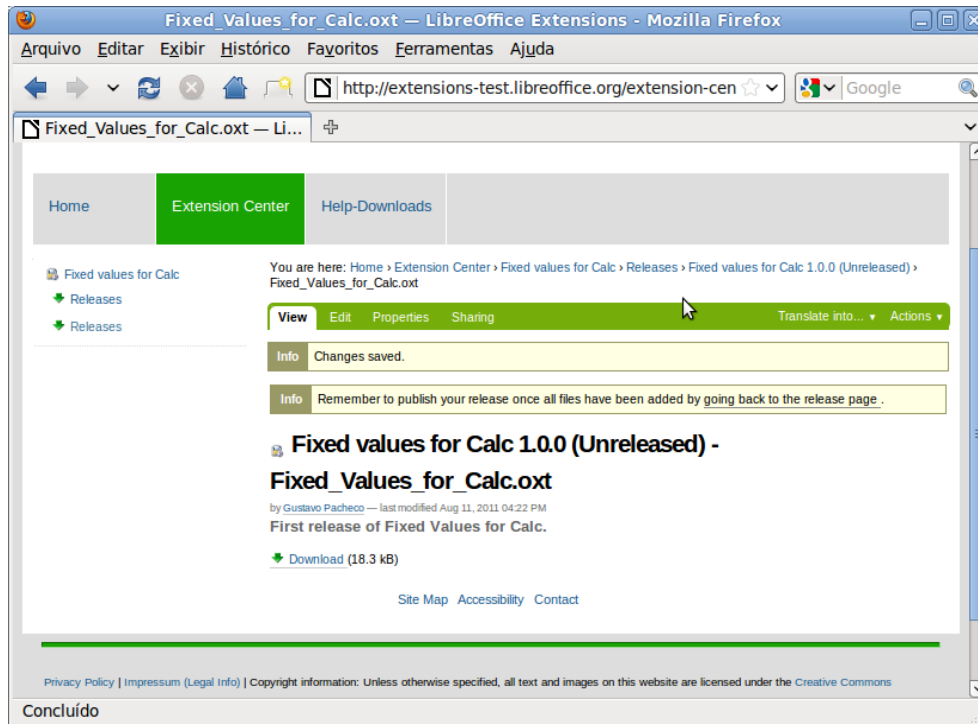 Fixed_Values_for_Calc.oxt — LibreOffice Extensions - Mozilla Firefox
Arquivo Editar Exibir Histórico Favoritos Ferramentas Ajuda
http://extensions-test.libreoffice.org/extension-cen Google
Fixed_Values_for_Calc.oxt — Li...
Home Extension Center Help-Downloads
Fixed values for Calc
Releases
Releases
You are here: Home › Extension Center › Fixed values for Calc › Releases › Fixed values for Calc 1.0.0 (Unreleased) ›
Fixed_Values_for_Calc.oxt
View Edit Properties Sharing Translate into... ▼ Actions ▼
Info Changes saved.
Info Remember to publish your release once all files have been added by going back to the release page .
Fixed values for Calc 1.0.0 (Unreleased) -
Fixed_Values_for_Calc.oxt
by Gustavo Pacheco — last modified Aug 11, 2011 04:22 PM
First release of Fixed Values for Calc.
Download (18.3 kB)
Site Map Accessibility Contact
Privacy Policy | Impressum (Legal Info) | Copyright information: Unless otherwise specified, all text and images on this website are licensed under the Creative Commons
Concluído